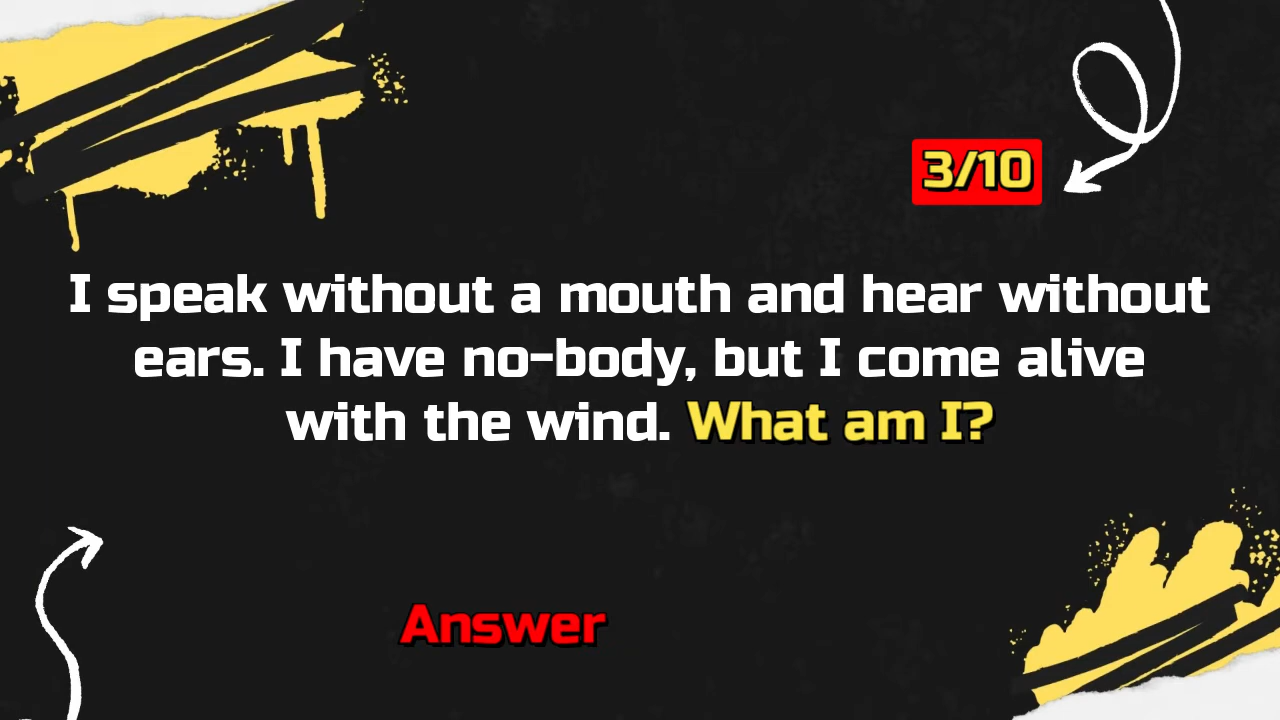 3/10
I speak without a mouth and hear without
ears. I have no-body, but I come alive
with the wind. What am I?
Answer